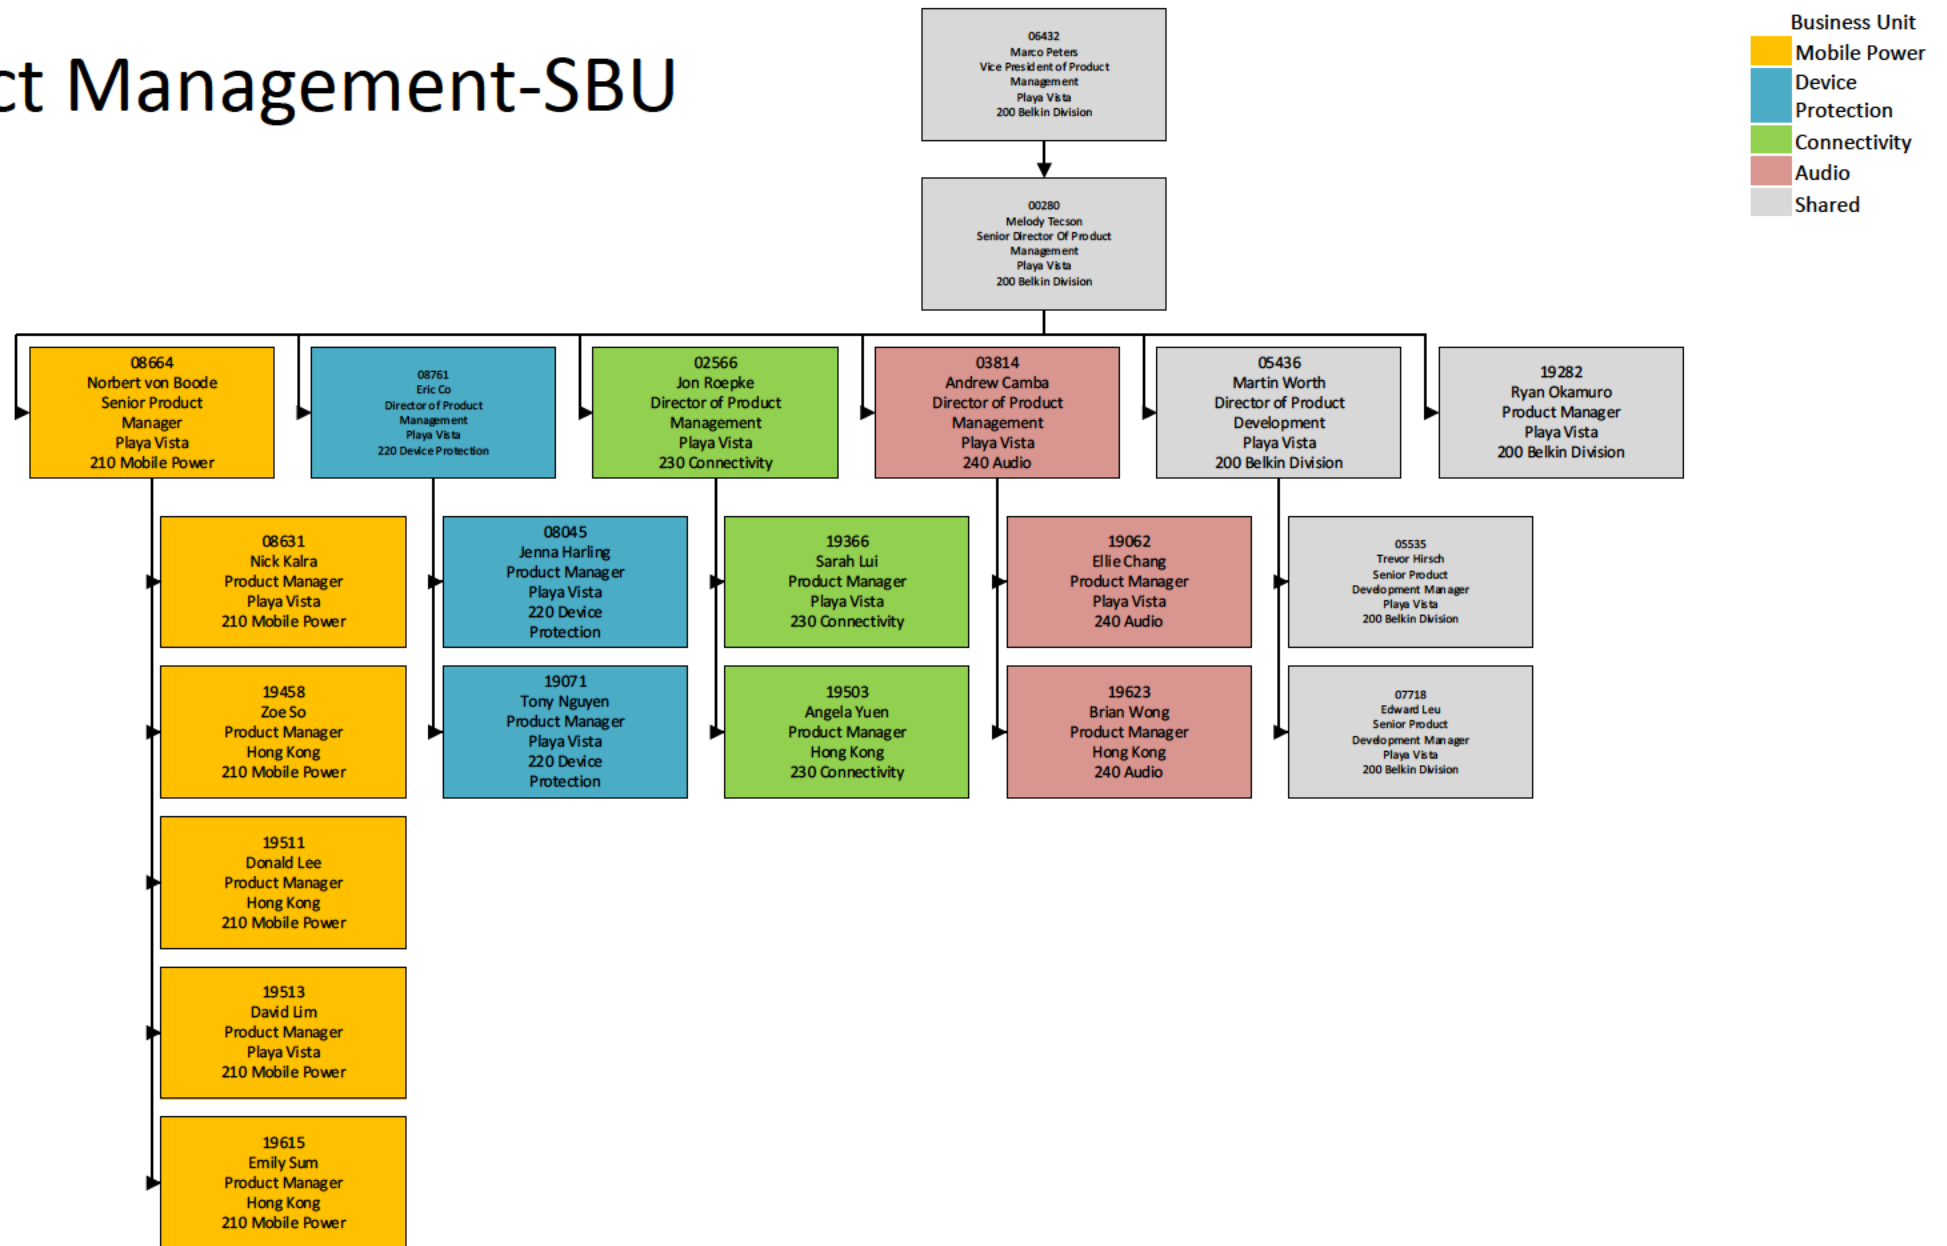 ct Management-SBU
06432
Marco Peters
Vice President of Product
Management
Playa Vista
200 Belkin Division
Business Unit
Mobile Power
Device
Protection
Connectivity
Audio
Shared
00280
Melody Tecson
Senior Director Of Product
Management
Playa Vista
200 Belkin Division
08664
Norbert von Boode
Senior Product
Manager
Playa Vista
210 Mobile Power
08761
Eric Co
Director of Product
Management
Playa Vista
220 Device Protection
02566
Jon Roepke
Director of Product
Management
Playa Vista
230 Connectivity
03814
Andrew Camba
Director of Product
Management
Playa Vista
240 Audio
05436
Martin Worth
Director of Product
Development
Playa Vista
200 Belkin Division
19282
Ryan Okamuro
Product Manager
Playa Vista
200 Belkin Division
08631
Nick Kalra
Product Manager
Playa Vista
210 Mobile Power
08045
Jenna Harling
Product Manager
Playa Vista
220 Device
Protection
19366
Sarah Lui
Product Manager
Playa Vista
230 Connectivity
19062
Ellie Chang
Product Manager
Playa Vista
240 Audio
05535
Trevor Hirsch
Senior Product
Development Manager
Playa Vista
200 Belkin Division
19458
Zoe So
Product Manager
Hong Kong
210 Mobile Power
19071
Tony Nguyen
Product Manager
Playa Vista
220 Device
Protection
19503
Angela Yuen
Product Manager
Hong Kong
230 Connectivity
19623
Brian Wong
Product Manager
Hong Kong
240 Audio
07718
Edward Leu
Senior Product
Development Manager
Playa Vista
200 Belkin Division
19511
Donald Lee
Product Manager
Hong Kong
210 Mobile Power
19513
David Lim
Product Manager
Playa Vista
210 Mobile Power
19615
Emily Sum
Product Manager
Hong Kong
210 Mobile Power